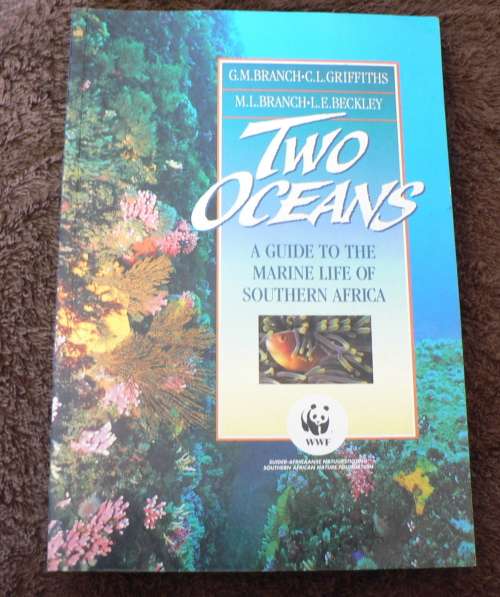 G.M.BRANCH•C.L.GRIFFITHS
M.L.BRANCH•L.E.BECKLEY
TWO
OCEANS
A GUIDE TO THE
MARINE LIFE OF
SOUTHERN AFRICA
WWF
SUIDER-AFRIKAANSE NATUURSTIGTING
SOUTHERN AFRICAN NATURE FOUNDATION